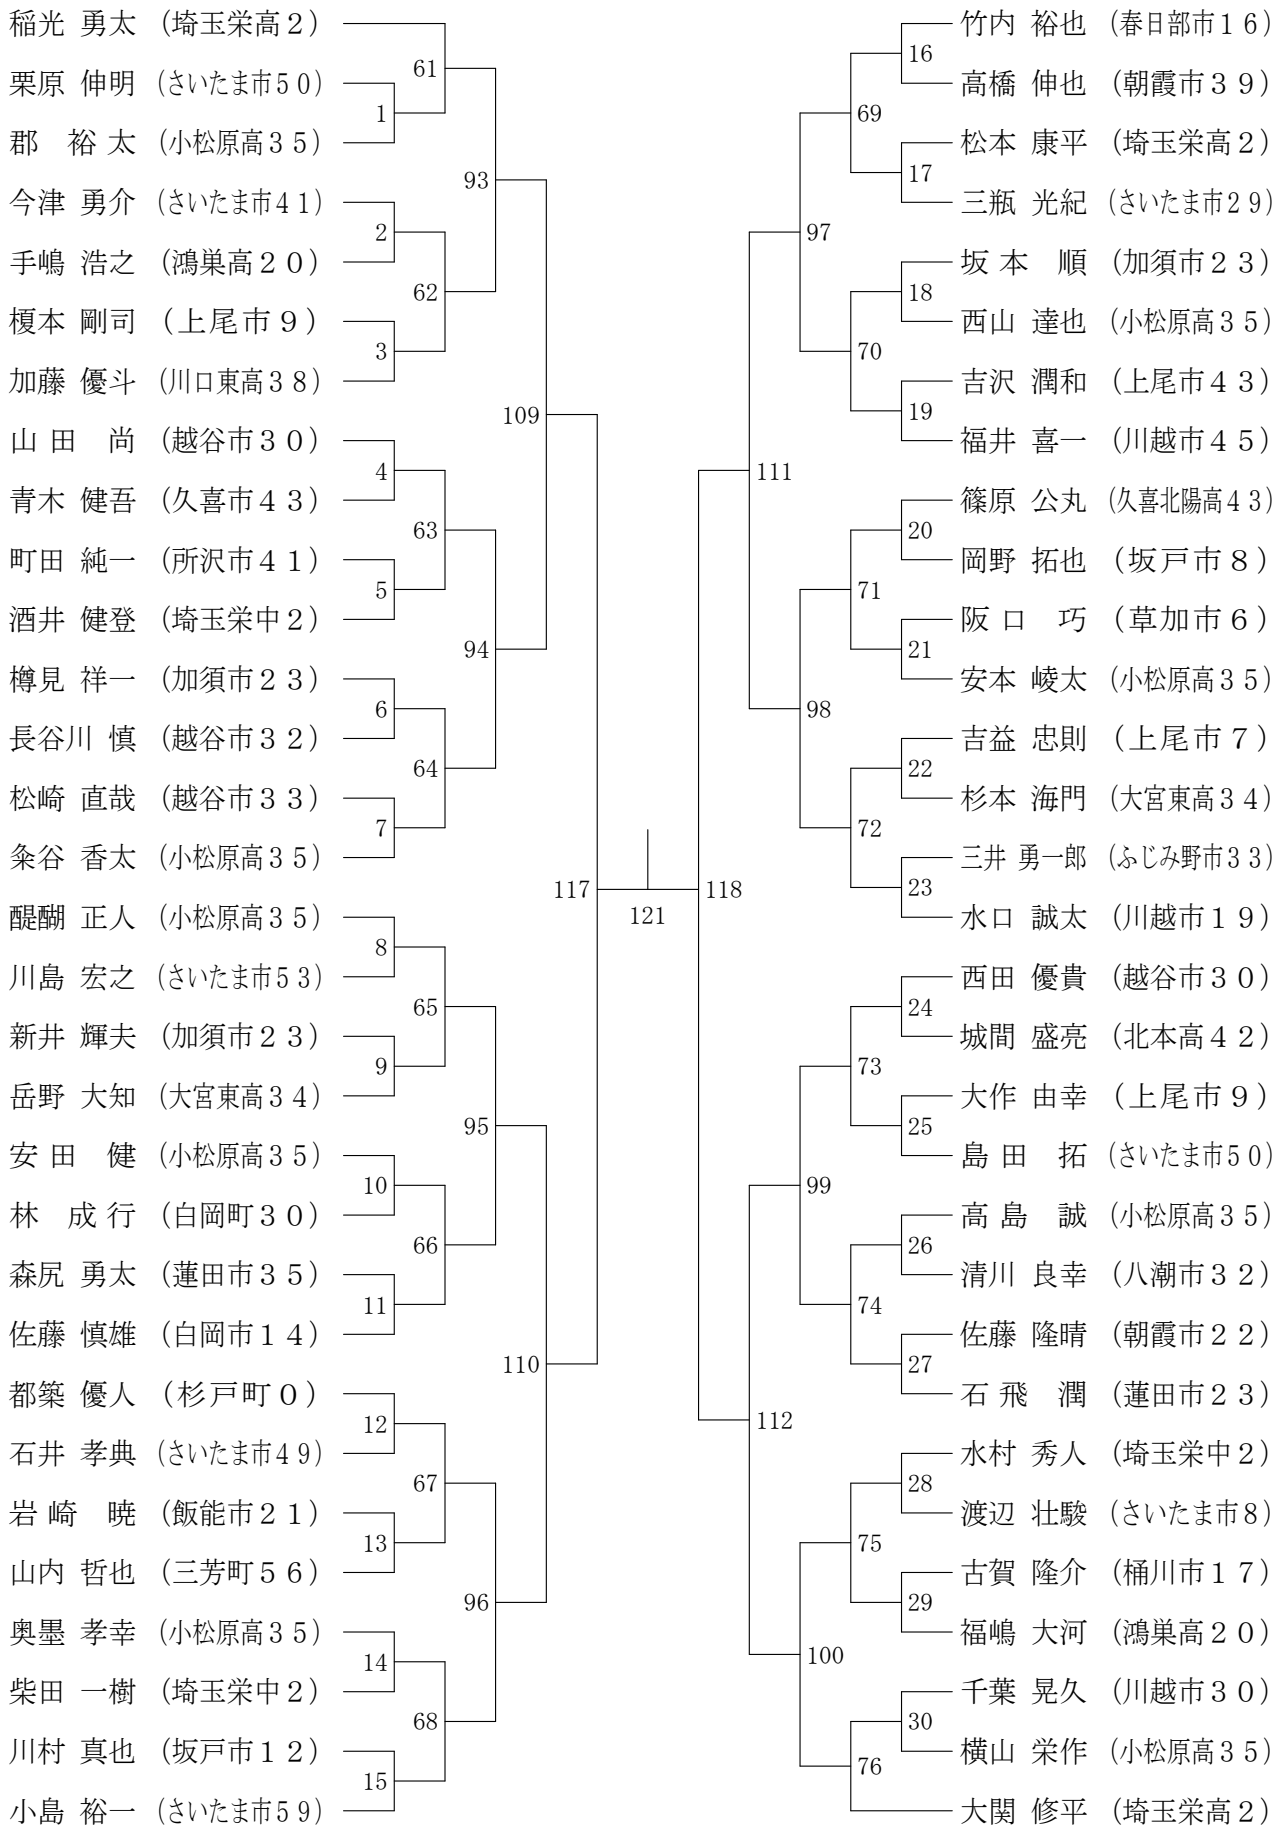 稲光 勇太 (埼玉栄高２)
栗原 伸明 (さいたま市５０)
郡　裕 太 (小松原高３５)
今津 勇介 (さいたま市４１)
手嶋 浩之 (鴻巣高２０)
榎本 剛司 (上尾市９)
加藤 優斗 (川口東高３８)
山 田　尚 (越谷市３０)
青木 健吾 (久喜市４３)
町田 純一 (所沢市４１)
酒井 健登 (埼玉栄中２)
樽見 祥一 (加須市２３)
長谷川 慎 (越谷市３２)
松崎 直哉 (越谷市３３)
粂谷 香太 (小松原高３５)
醍醐 正人 (小松原高３５)
川島 宏之 (さいたま市５３)
新井 輝夫 (加須市２３)
岳野 大知 (大宮東高３４)
安 田　健 (小松原高３５)
林　成 行 (白岡町３０)
森尻 勇太 (蓮田市３５)
佐藤 慎雄 (白岡市１４)
都築 優人 (杉戸町０)
石井 孝典 (さいたま市４９)
岩 崎　暁 (飯能市２１)
山内 哲也 (三芳町５６)
奥墨 孝幸 (小松原高３５)
柴田 一樹 (埼玉栄中２)
川村 真也 (坂戸市１２)
小島 裕一 (さいたま市５９)
1
2
3
4
5
6
7
8
9
10
11
12
13
14
15
61
62
63
64
65
66
67
68
93
94
95
96
109
110
117
121
118
111
112
97
98
99
100
69
70
71
72
73
74
75
76
16
17
18
19
20
21
22
23
24
25
26
27
28
29
30
竹内 裕也 (春日部市１６)
高橋 伸也 (朝霞市３９)
松本 康平 (埼玉栄高２)
三瓶 光紀 (さいたま市２９)
坂 本　順 (加須市２３)
西山 達也 (小松原高３５)
吉沢 潤和 (上尾市４３)
福井 喜一 (川越市４５)
篠原 公丸 (久喜北陽高４３)
岡野 拓也 (坂戸市８)
阪 口　巧 (草加市６)
安本 崚太 (小松原高３５)
吉益 忠則 (上尾市７)
杉本 海門 (大宮東高３４)
三井 勇一郎 (ふじみ野市３３)
水口 誠太 (川越市１９)
西田 優貴 (越谷市３０)
城間 盛亮 (北本高４２)
大作 由幸 (上尾市９)
島 田　拓 (さいたま市５０)
高 島　誠 (小松原高３５)
清川 良幸 (八潮市３２)
佐藤 隆晴 (朝霞市２２)
石 飛　潤 (蓮田市２３)
水村 秀人 (埼玉栄中２)
渡辺 壮駿 (さいたま市８)
古賀 隆介 (桶川市１７)
福嶋 大河 (鴻巣高２０)
千葉 晃久 (川越市３０)
横山 栄作 (小松原高３５)
大関 修平 (埼玉栄高２)